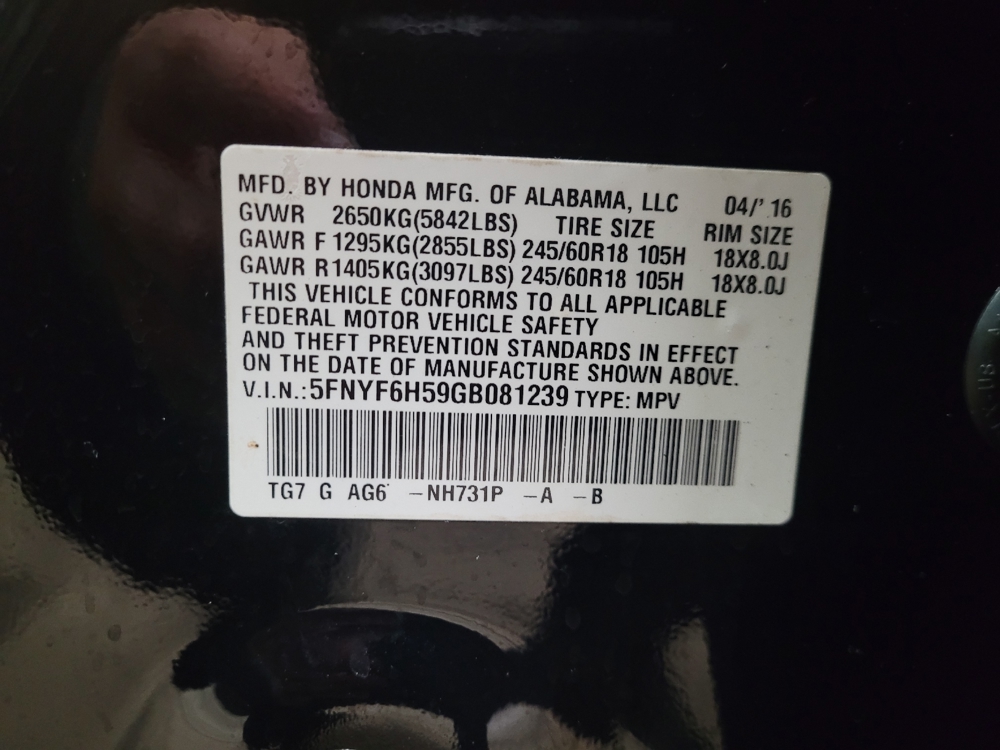 MFD. BY HONDA MFG. OF ALABAMA, LLC 04/' 16
GVWR 2650KG(5842LBS) TIRE SIZE RIM SIZE
GAWR F 1295KG(2855LBS) 245/60R18 105H 18X8.0J
GAWR R1405KG(3097LBS) 245/60R18 105H 18X8.0J
THIS VEHICLE CONFORMS TO ALL APPLICABLE
FEDERAL MOTOR VEHICLE SAFETY
AND THEFT PREVENTION STANDARDS IN EFFECT
ON THE DATE OF MANUFACTURE SHOWN ABOVE.
V.I.N.:5FNYF6H59GB081239 TYPE: MPV
TG7 G AG6 -NH731P -A -B